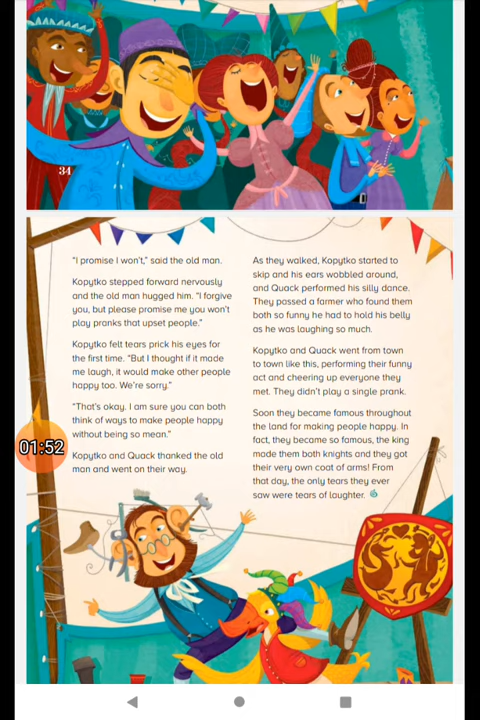 34
“I promise I won’t,” said the old man.
Kopytko stepped forward nervously
and the old man hugged him. “I forgive
you, but please promise me you won’t
play pranks that upset people.”
Kopytko felt tears prick his eyes for
the first time. “But I thought if it made
me laugh, it would make other people
happy too. We’re sorry.”
“That’s okay. I am sure you can both
think of ways to make people happy
without being so mean.”
Kopytko and Quack thanked the old
man and went on their way.
As they walked, Kopytko started to
skip and his ears wobbled around,
and Quack performed his silly dance.
They passed a farmer who found them
both so funny he had to hold his belly
as he was laughing so much.
Kopytko and Quack went from town
to town like this, performing their funny
act and cheering up everyone they
met. They didn’t play a single prank.
Soon they became famous throughout
the land for making people happy. In
fact, they became so famous, the king
made them both knights and they got
their very own coat of arms! From
that day, the only tears they ever
saw were tears of laughter.
01:52